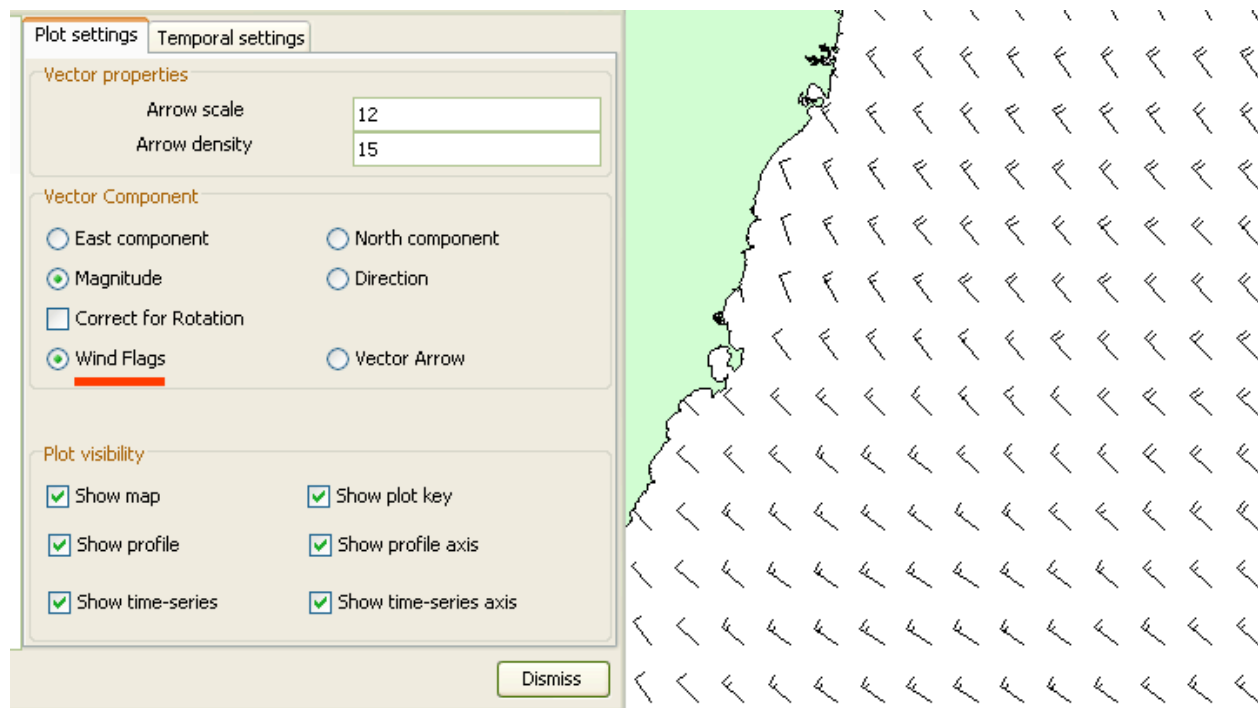 Plot settings Temporal settings
Vector properties
Arrow scale 12
Arrow density 15
Vector Component
East component North component
Magnitude Direction
Correct for Rotation
Wind Flags Vector Arrow
Plot visibility
Show map Show plot key
Show profile Show profile axis
Show time-series Show time-series axis
Dismiss